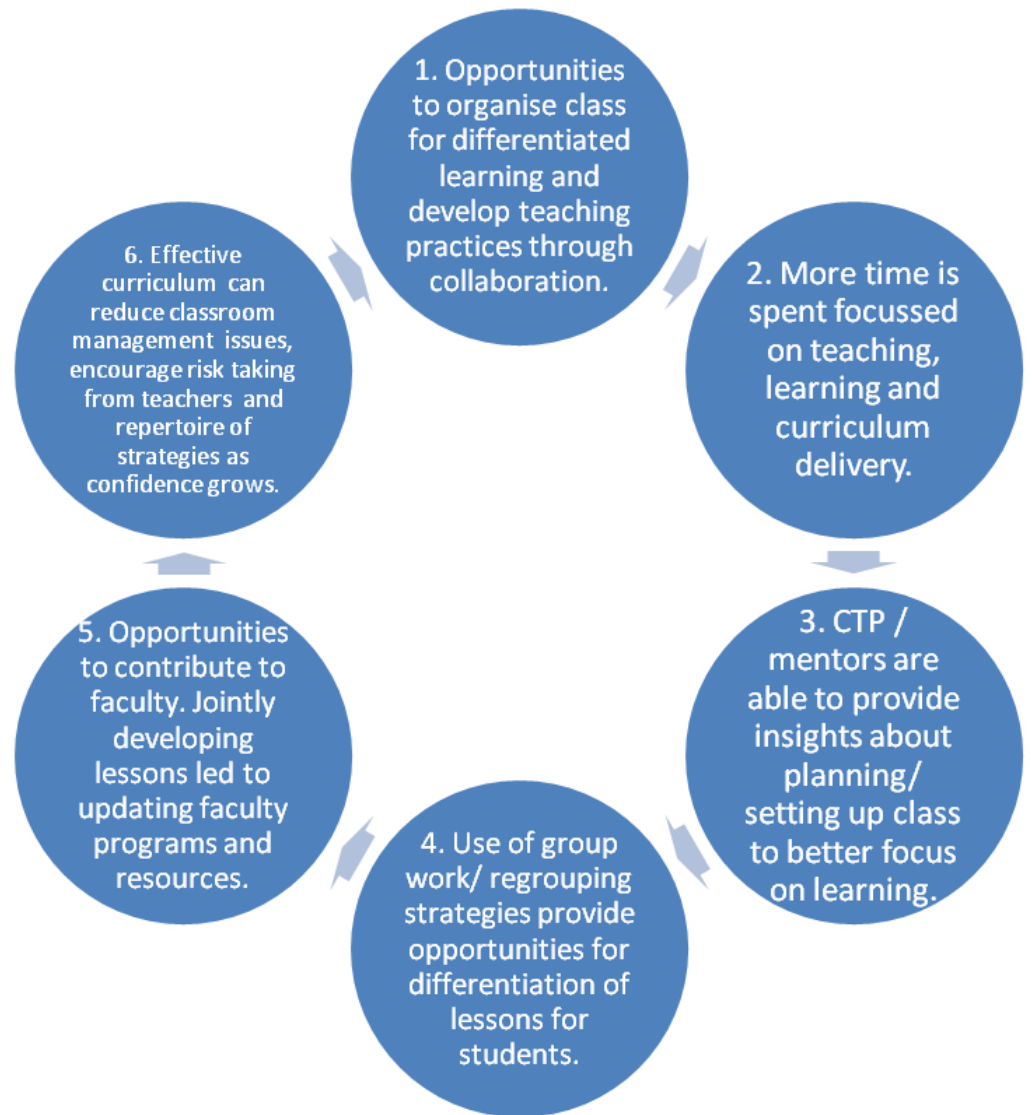 1. Opportunities
to organise class
for differentiated
learning and
develop teaching
practices through
collaboration.
2. More time is
spent focussed
on teaching,
learning and
curriculum
delivery.
3. CTP /
mentors are
able to provide
insights about
planning/
setting up class
to better focus
on learning.
4. Use of group
work/ regrouping
strategies provide
opportunities for
differentiation of
lessons for
students.
5. Opportunities
to contribute to
faculty. Jointly
developing
lessons led to
updating faculty
programs and
resources.
6. Effective
curriculum can
reduce classroom
management issues,
encourage risk taking
from teachers and
repertoire of
strategies as
confidence grows.